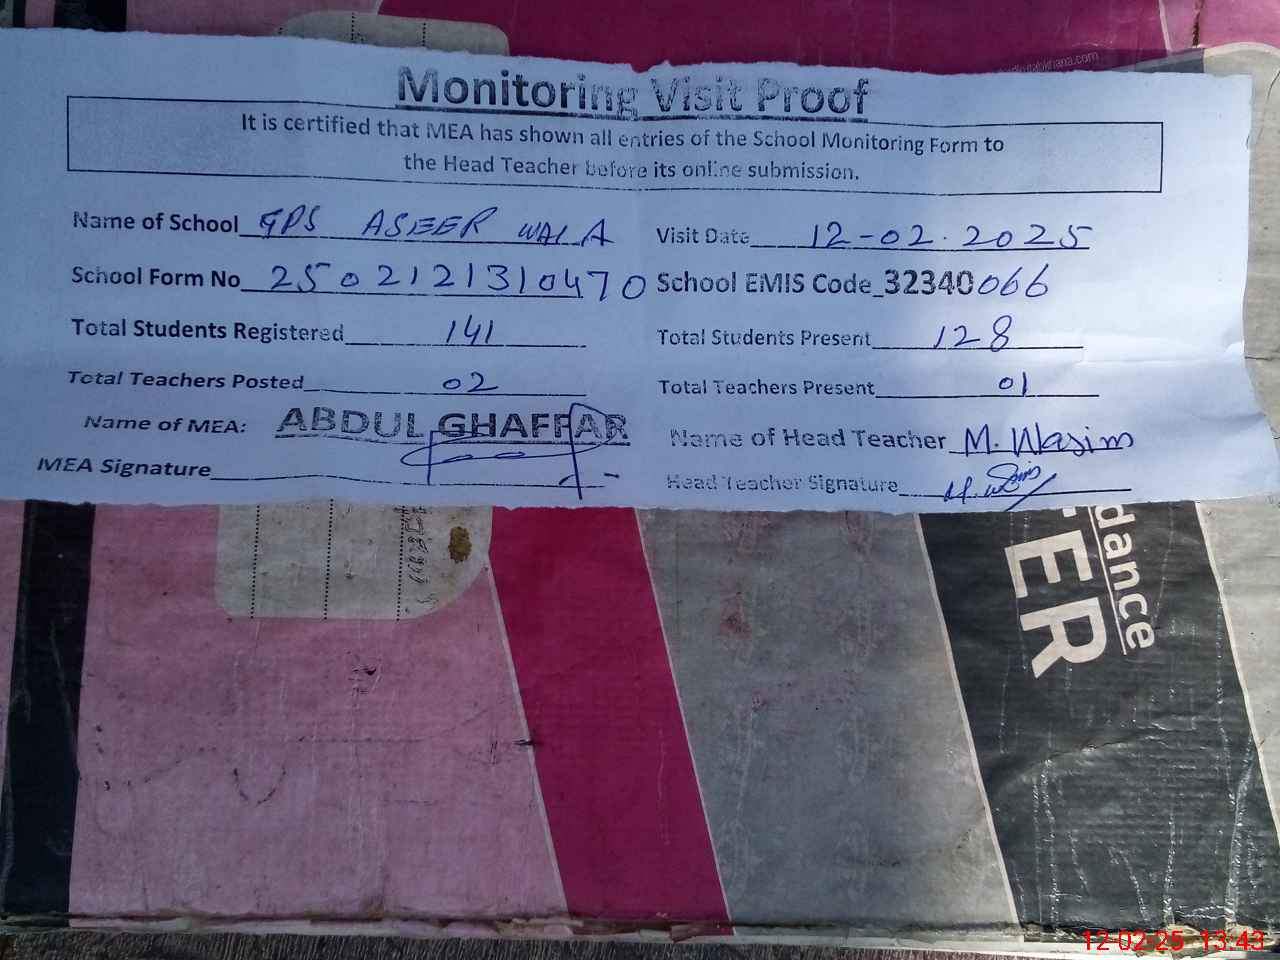 Monitoring Visit Proof
It is certified that MEA has shown all entries of the School Monitoring Form to
the Head Teacher before its online submission.
Name of School GPS ASEER WALA Visit Date 12-02.2025
School Form No 2502121310470 School EMIS Code_32340066
Total Students Registered 141 Total Students Present 128
Total Teachers Posted 02 Total Teachers Present 01
Name of MEA: ABDUL GHAFFAR Name of Head Teacher M. Wasim
MEA Signature Head Teacher Signature M. Wasim
dance
ER
12-02-25 13:43